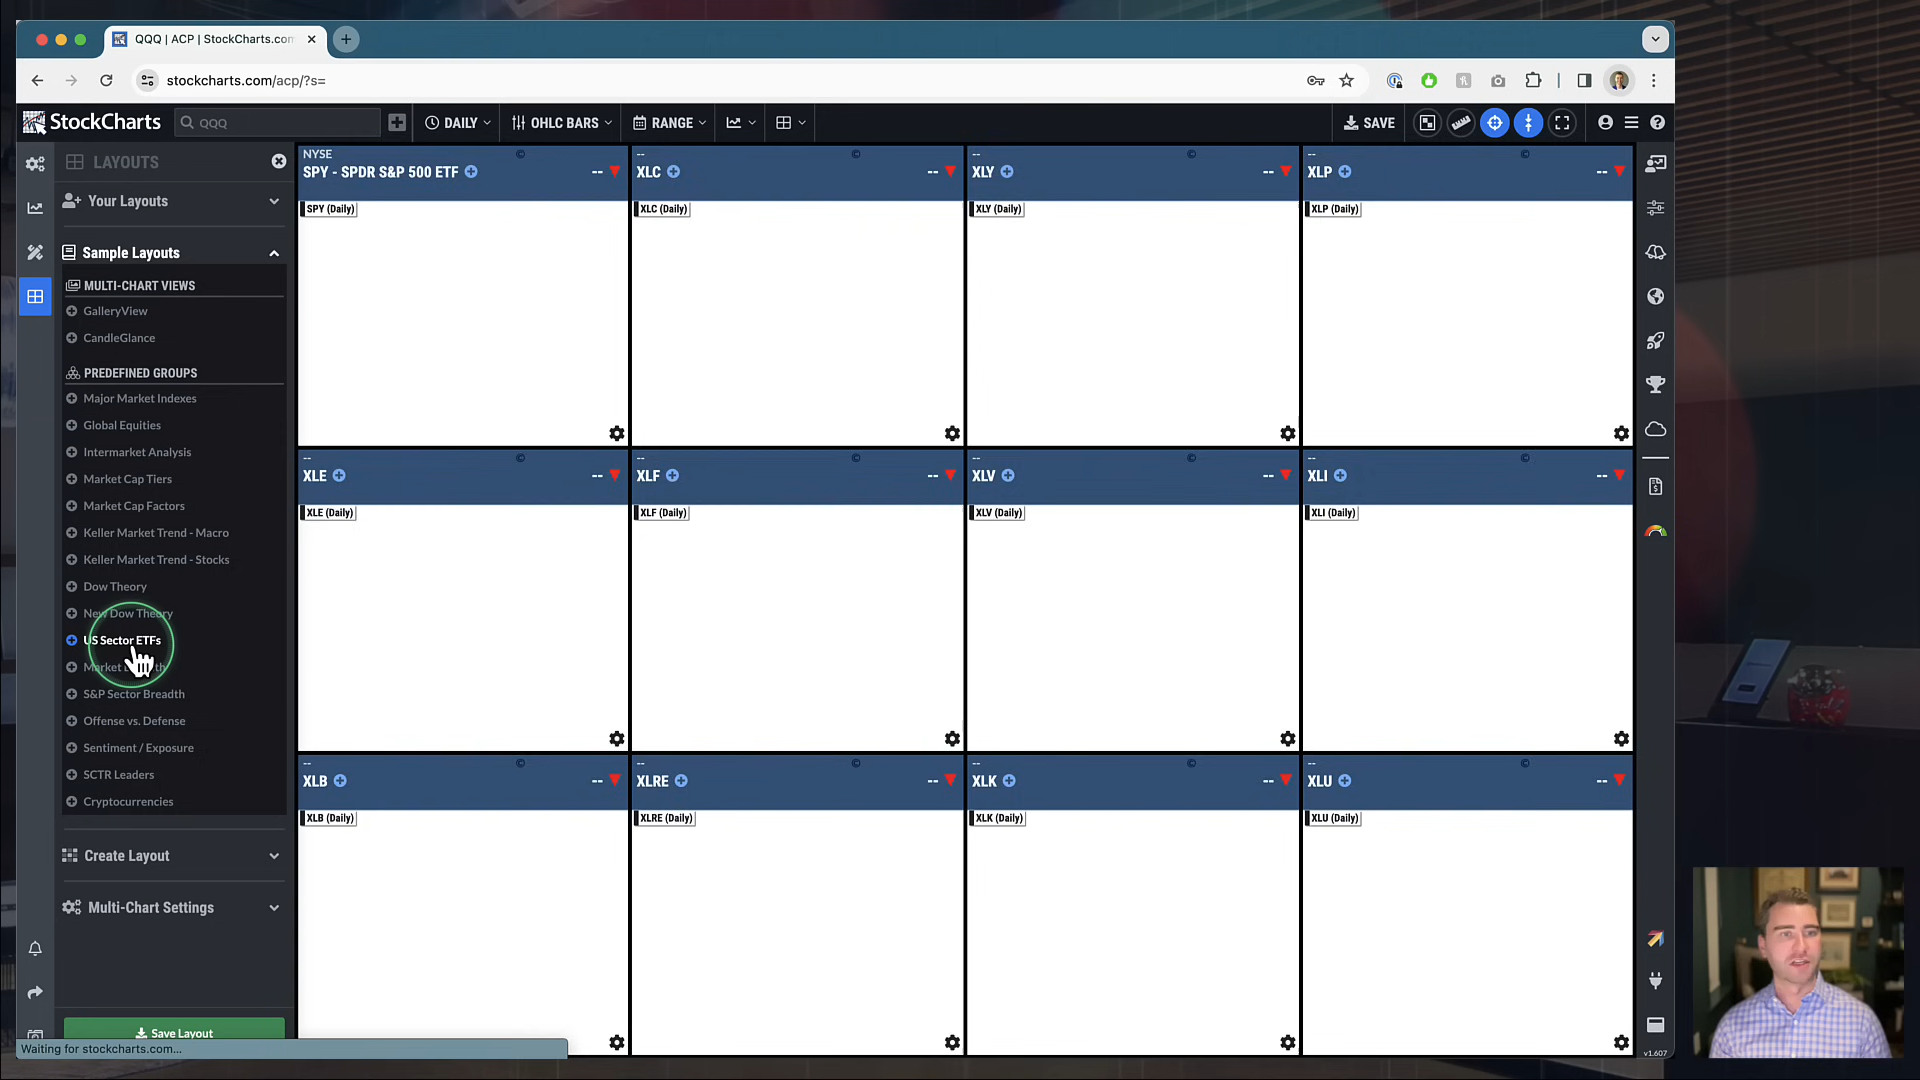 QQQ | ACP | StockCharts.com
stockcharts.com/acp/?s=
StockCharts
QQQ
DAILY
OHLC BARS
RANGE
SAVE
LAYOUTS
Your Layouts
Sample Layouts
MULTI-CHART VIEWS
GalleryView
CandleGlance
PREDEFINED GROUPS
Major Market Indexes
Global Equities
Intermarket Analysis
Market Cap Tiers
Market Cap Factors
Keller Market Trend - Macro
Keller Market Trend - Stocks
Dow Theory
New Dow Theory
US Sector ETFs
Market
S&P Sector Breadth
Offense vs. Defense
Sentiment / Exposure
SCTR Leaders
Cryptocurrencies
Create Layout
Multi-Chart Settings
Save Layout
Waiting for stockcharts.com...
NYSE
SPY - SPDR S&P 500 ETF --
SPY (Daily)
--
XLC --
XLC (Daily)
--
XLY --
XLY (Daily)
--
XLP --
XLP (Daily)
--
XLE --
XLE (Daily)
--
XLF --
XLF (Daily)
--
XLV --
XLV (Daily)
--
XLI --
XLI (Daily)
--
XLB --
XLB (Daily)
--
XLRE --
XLRE (Daily)
--
XLK --
XLK (Daily)
--
XLU --
XLU (Daily)
v1.607